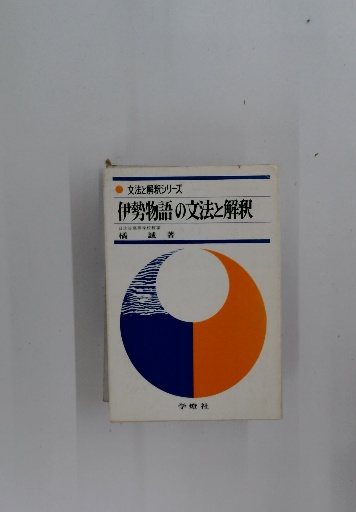 文法と解釈シリーズ
伊勢物語の文法と解釈
橘 誠 著
学燈社